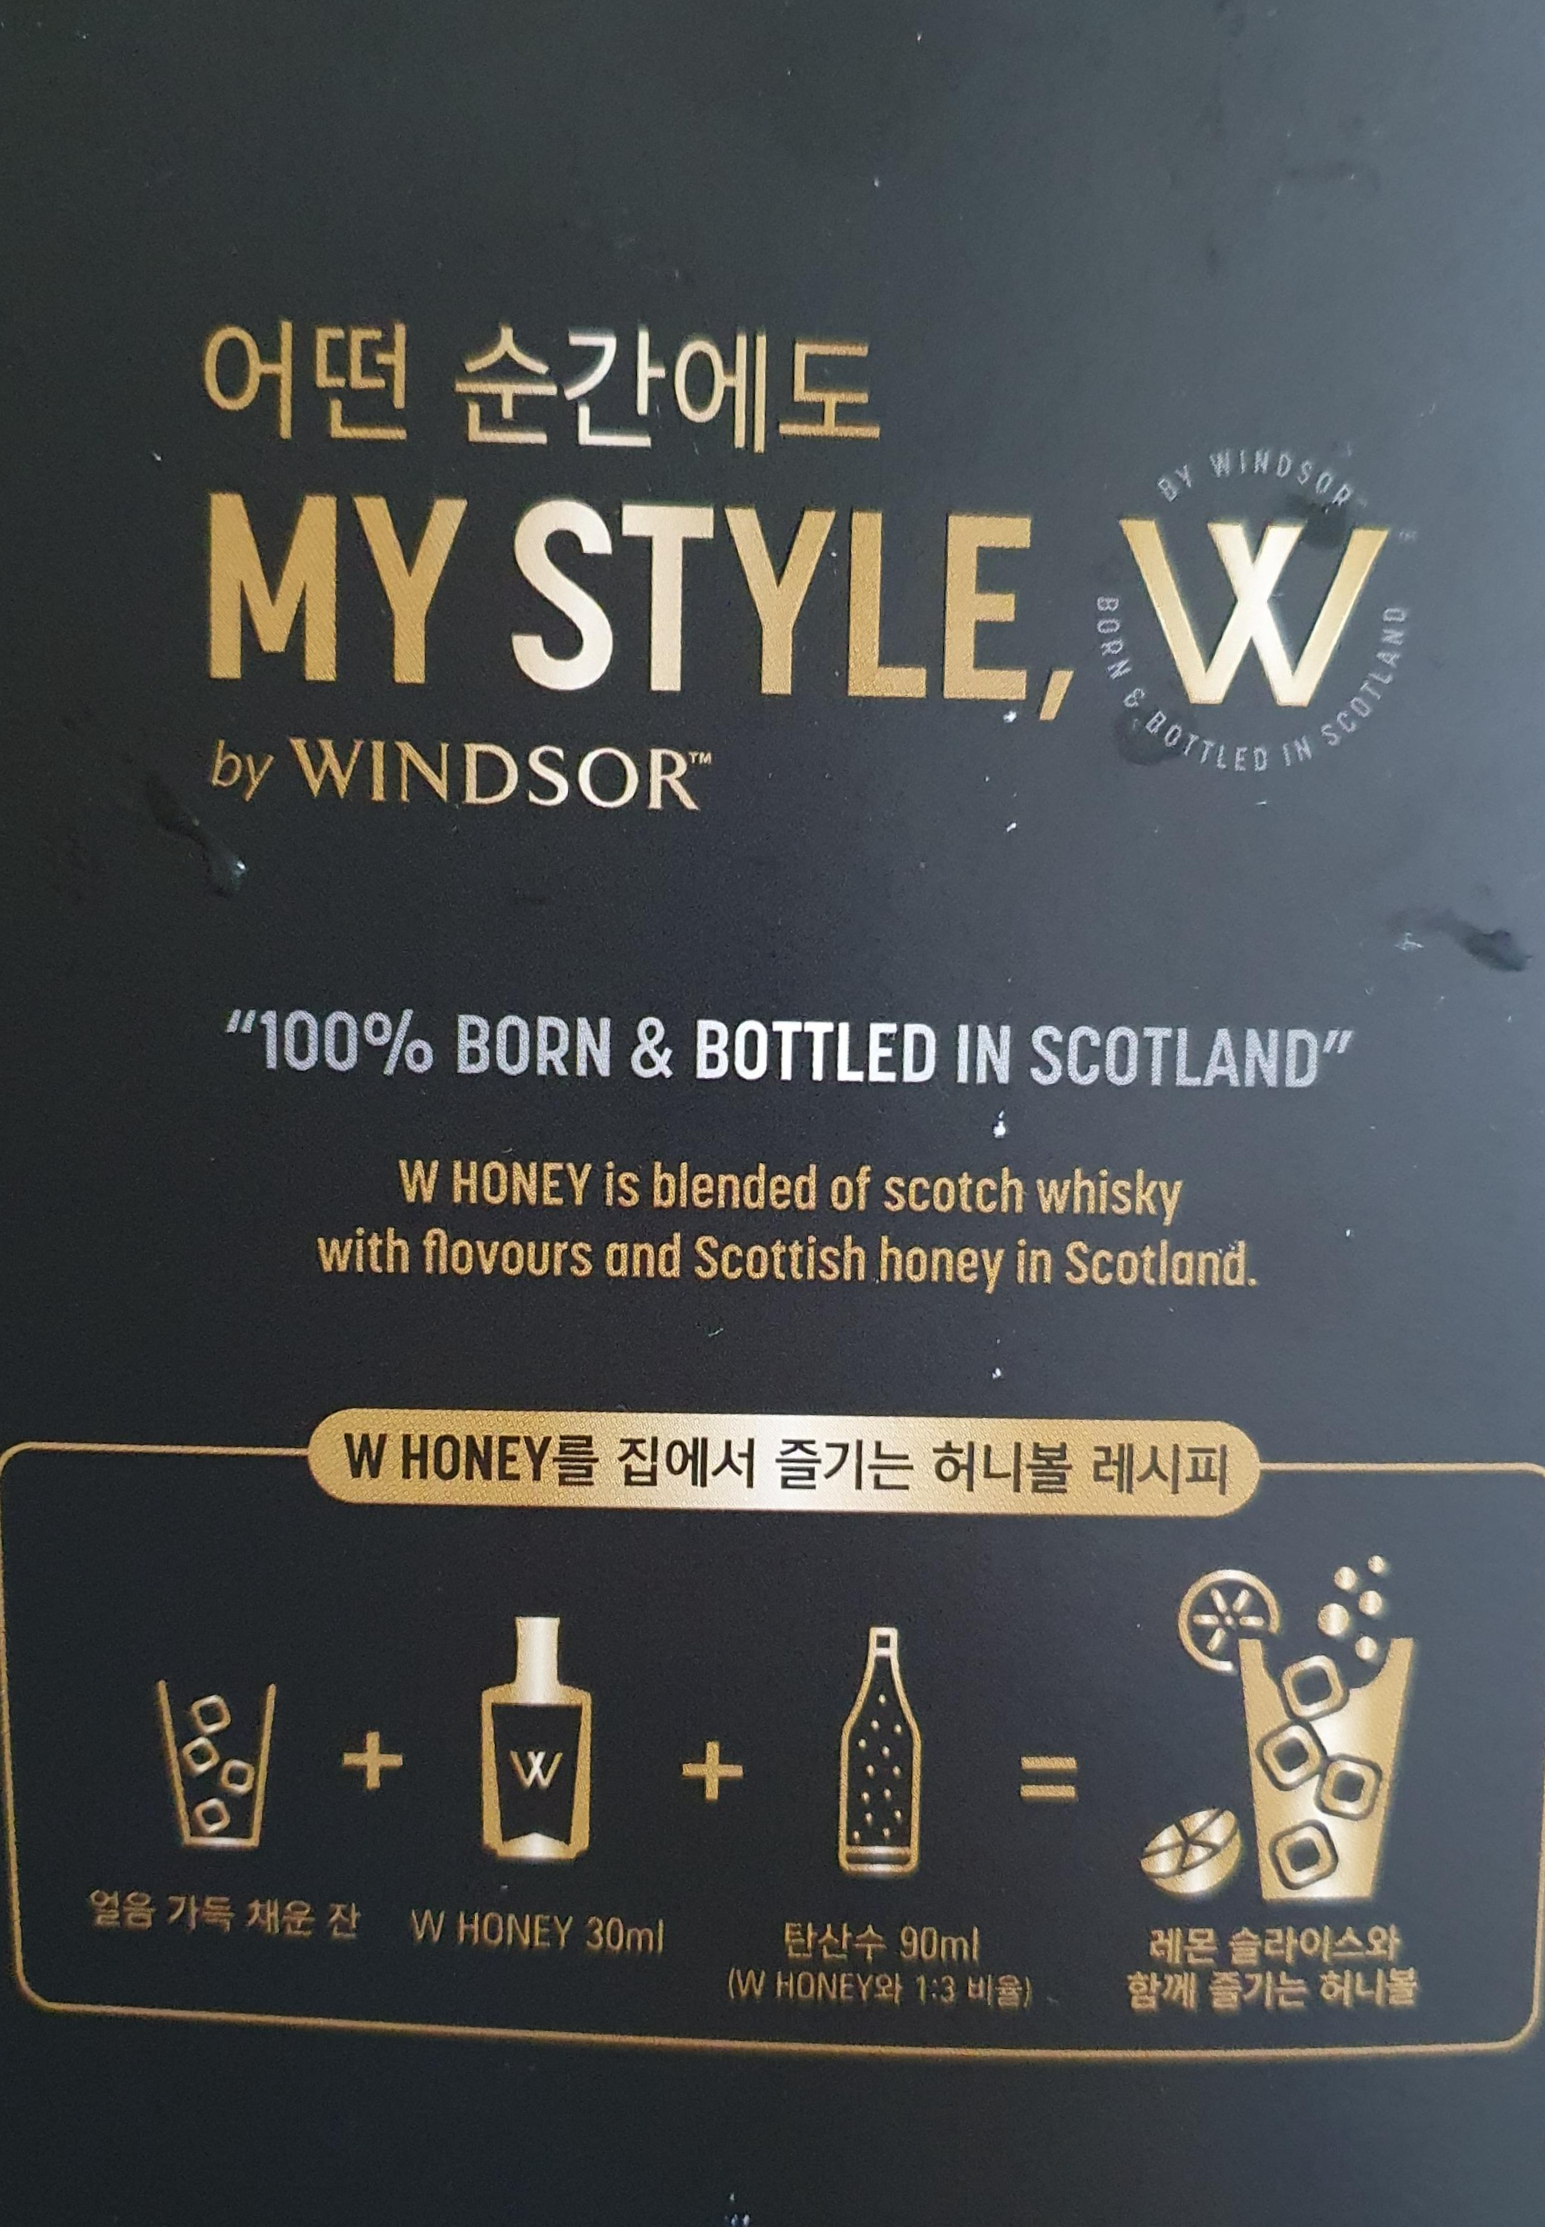 어떤 순간에도
MY STYLE,
BY WINDSOR™
W™
BORN & BOTTLED IN SCOTLAND
by WINDSOR™
“100% BORN & BOTTLED IN SCOTLAND”
W HONEY is blended of scotch whisky
with flovours and Scottish honey in Scotland.
W HONEY를 집에서 즐기는 허니볼 레시피
W
+ + =
얼음 가득 채운 잔
W HONEY 30ml
탄산수 90ml
(W HONEY와 1:3 비율)
레몬 슬라이스와
함께 즐기는 허니볼